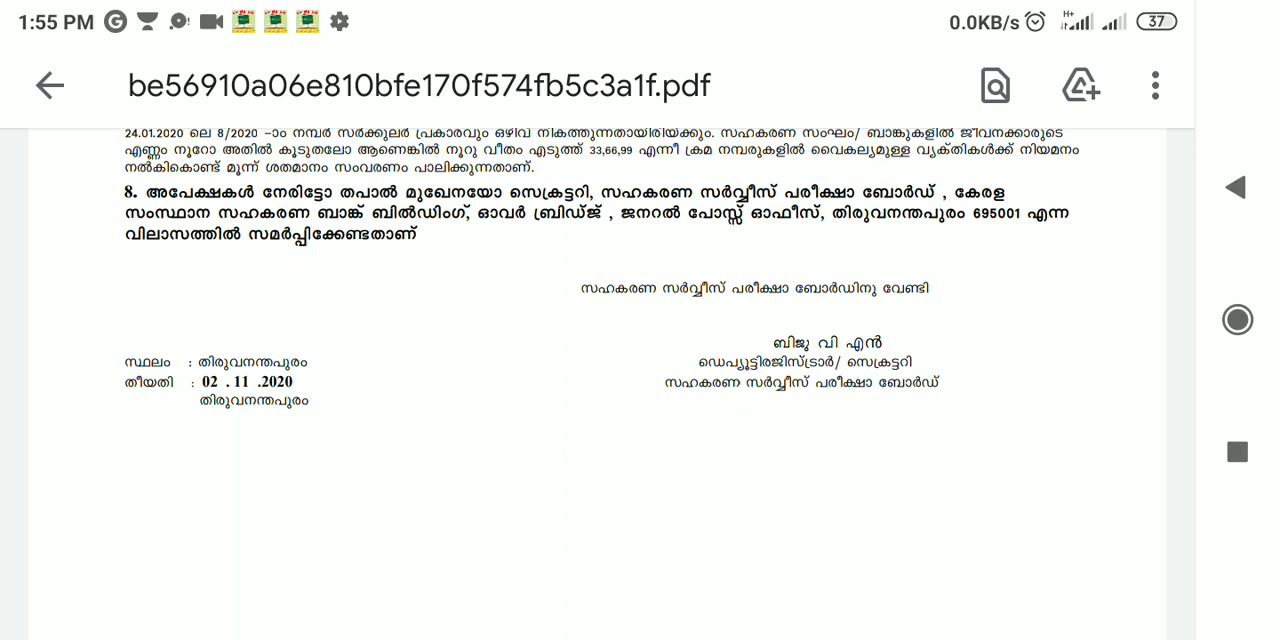 1:55 PM
0.0KB/s
H+
37
be56910a06e810bfe170f574fb5c3a1f.pdf
24.01.2020 ലെ 8/2020 -ാം നമ്പർ സർക്കുലർ പ്രകാരവും ഒഴിവ് നികത്തുന്നതായിരിയ്ക്കും. സഹകരണ സംഘം/ ബാങ്കുകളിൽ ജീവനക്കാരുടെ
എണ്ണം നൂറോ അതിൽ കൂടുതലോ ആണെങ്കിൽ നൂറു വീതം എടുത്ത് 33,66,99 എന്നീ ക്രമ നമ്പരുകളിൽ വൈകല്യമുള്ള വ്യക്തികൾക്ക് നിയമനം
നൽകികൊണ്ട് മൂന്ന് ശതമാനം സംവരണം പാലിക്കുന്നതാണ്.
8. അപേക്ഷകൾ നേരിട്ടോ തപാൽ മുഖേനയോ സെക്രട്ടറി, സഹകരണ സർവ്വീസ് പരീക്ഷാ ബോർഡ് , കേരള
സംസ്ഥാന സഹകരണ ബാങ്ക് ബിൽഡിംഗ്, ഓവർ ബ്രിഡ്ജ് , ജനറൽ പോസ്റ്റ് ഓഫീസ്, തിരുവനന്തപുരം 695001 എന്ന
വിലാസത്തിൽ സമർപ്പിക്കേണ്ടതാണ്
സഹകരണ സർവ്വീസ് പരീക്ഷാ ബോർഡിനു വേണ്ടി
ബിജു വി എൻ
സ്ഥലം : തിരുവനന്തപുരം ഡെപ്യൂട്ടിരജിസ്ട്രാർ/ സെക്രട്ടറി
തീയതി : 02 . 11 .2020 സഹകരണ സർവ്വീസ് പരീക്ഷാ ബോർഡ്
തിരുവനന്തപുരം